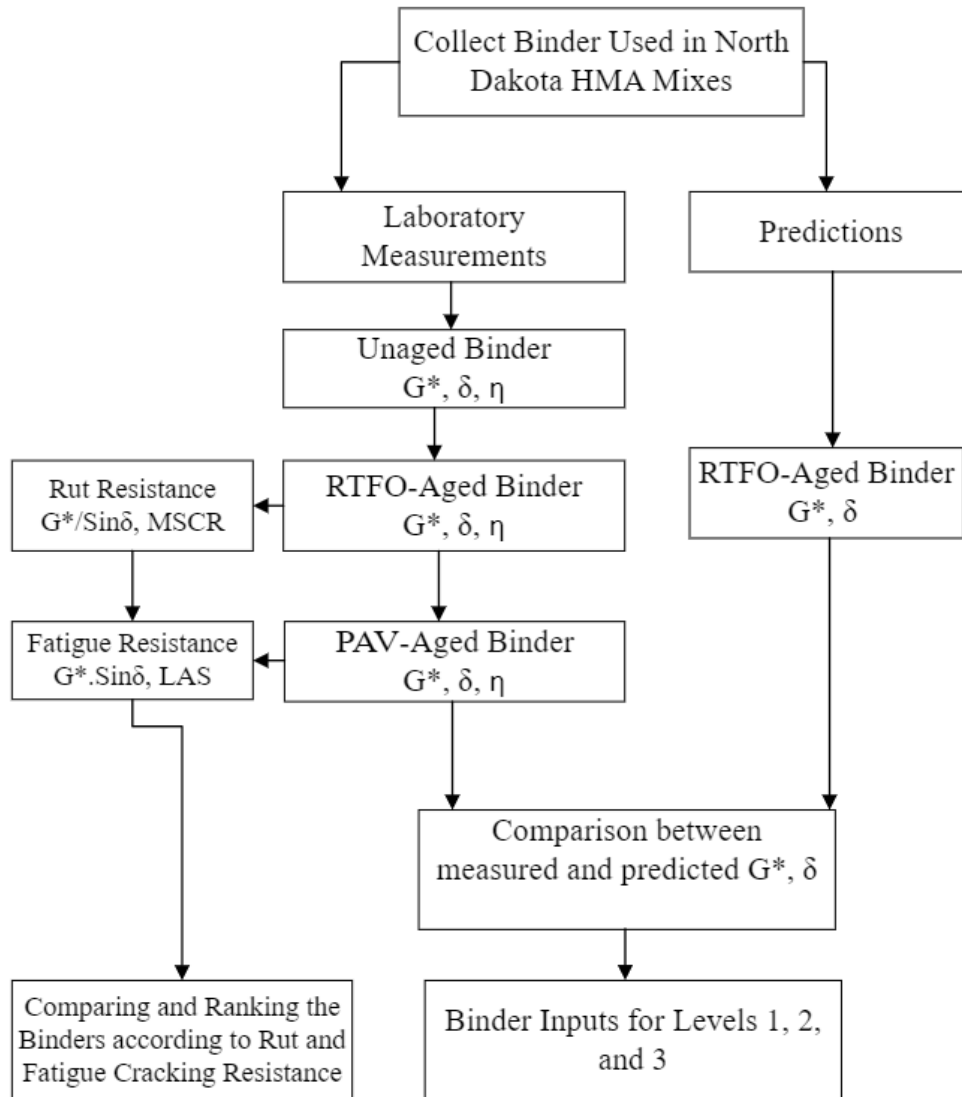 Collect Binder Used in North
Dakota HMA Mixes
Laboratory
Measurements
Predictions
Unaged Binder
G*, δ, η
Rut Resistance
G*/Sinδ, MSCR
RTFO-Aged Binder
G*, δ, η
RTFO-Aged Binder
G*, δ
Fatigue Resistance
G*.Sinδ, LAS
PAV-Aged Binder
G*, δ, η
Comparison between
measured and predicted G*, δ
Comparing and Ranking the
Binders according to Rut and
Fatigue Cracking Resistance
Binder Inputs for Levels 1, 2,
and 3